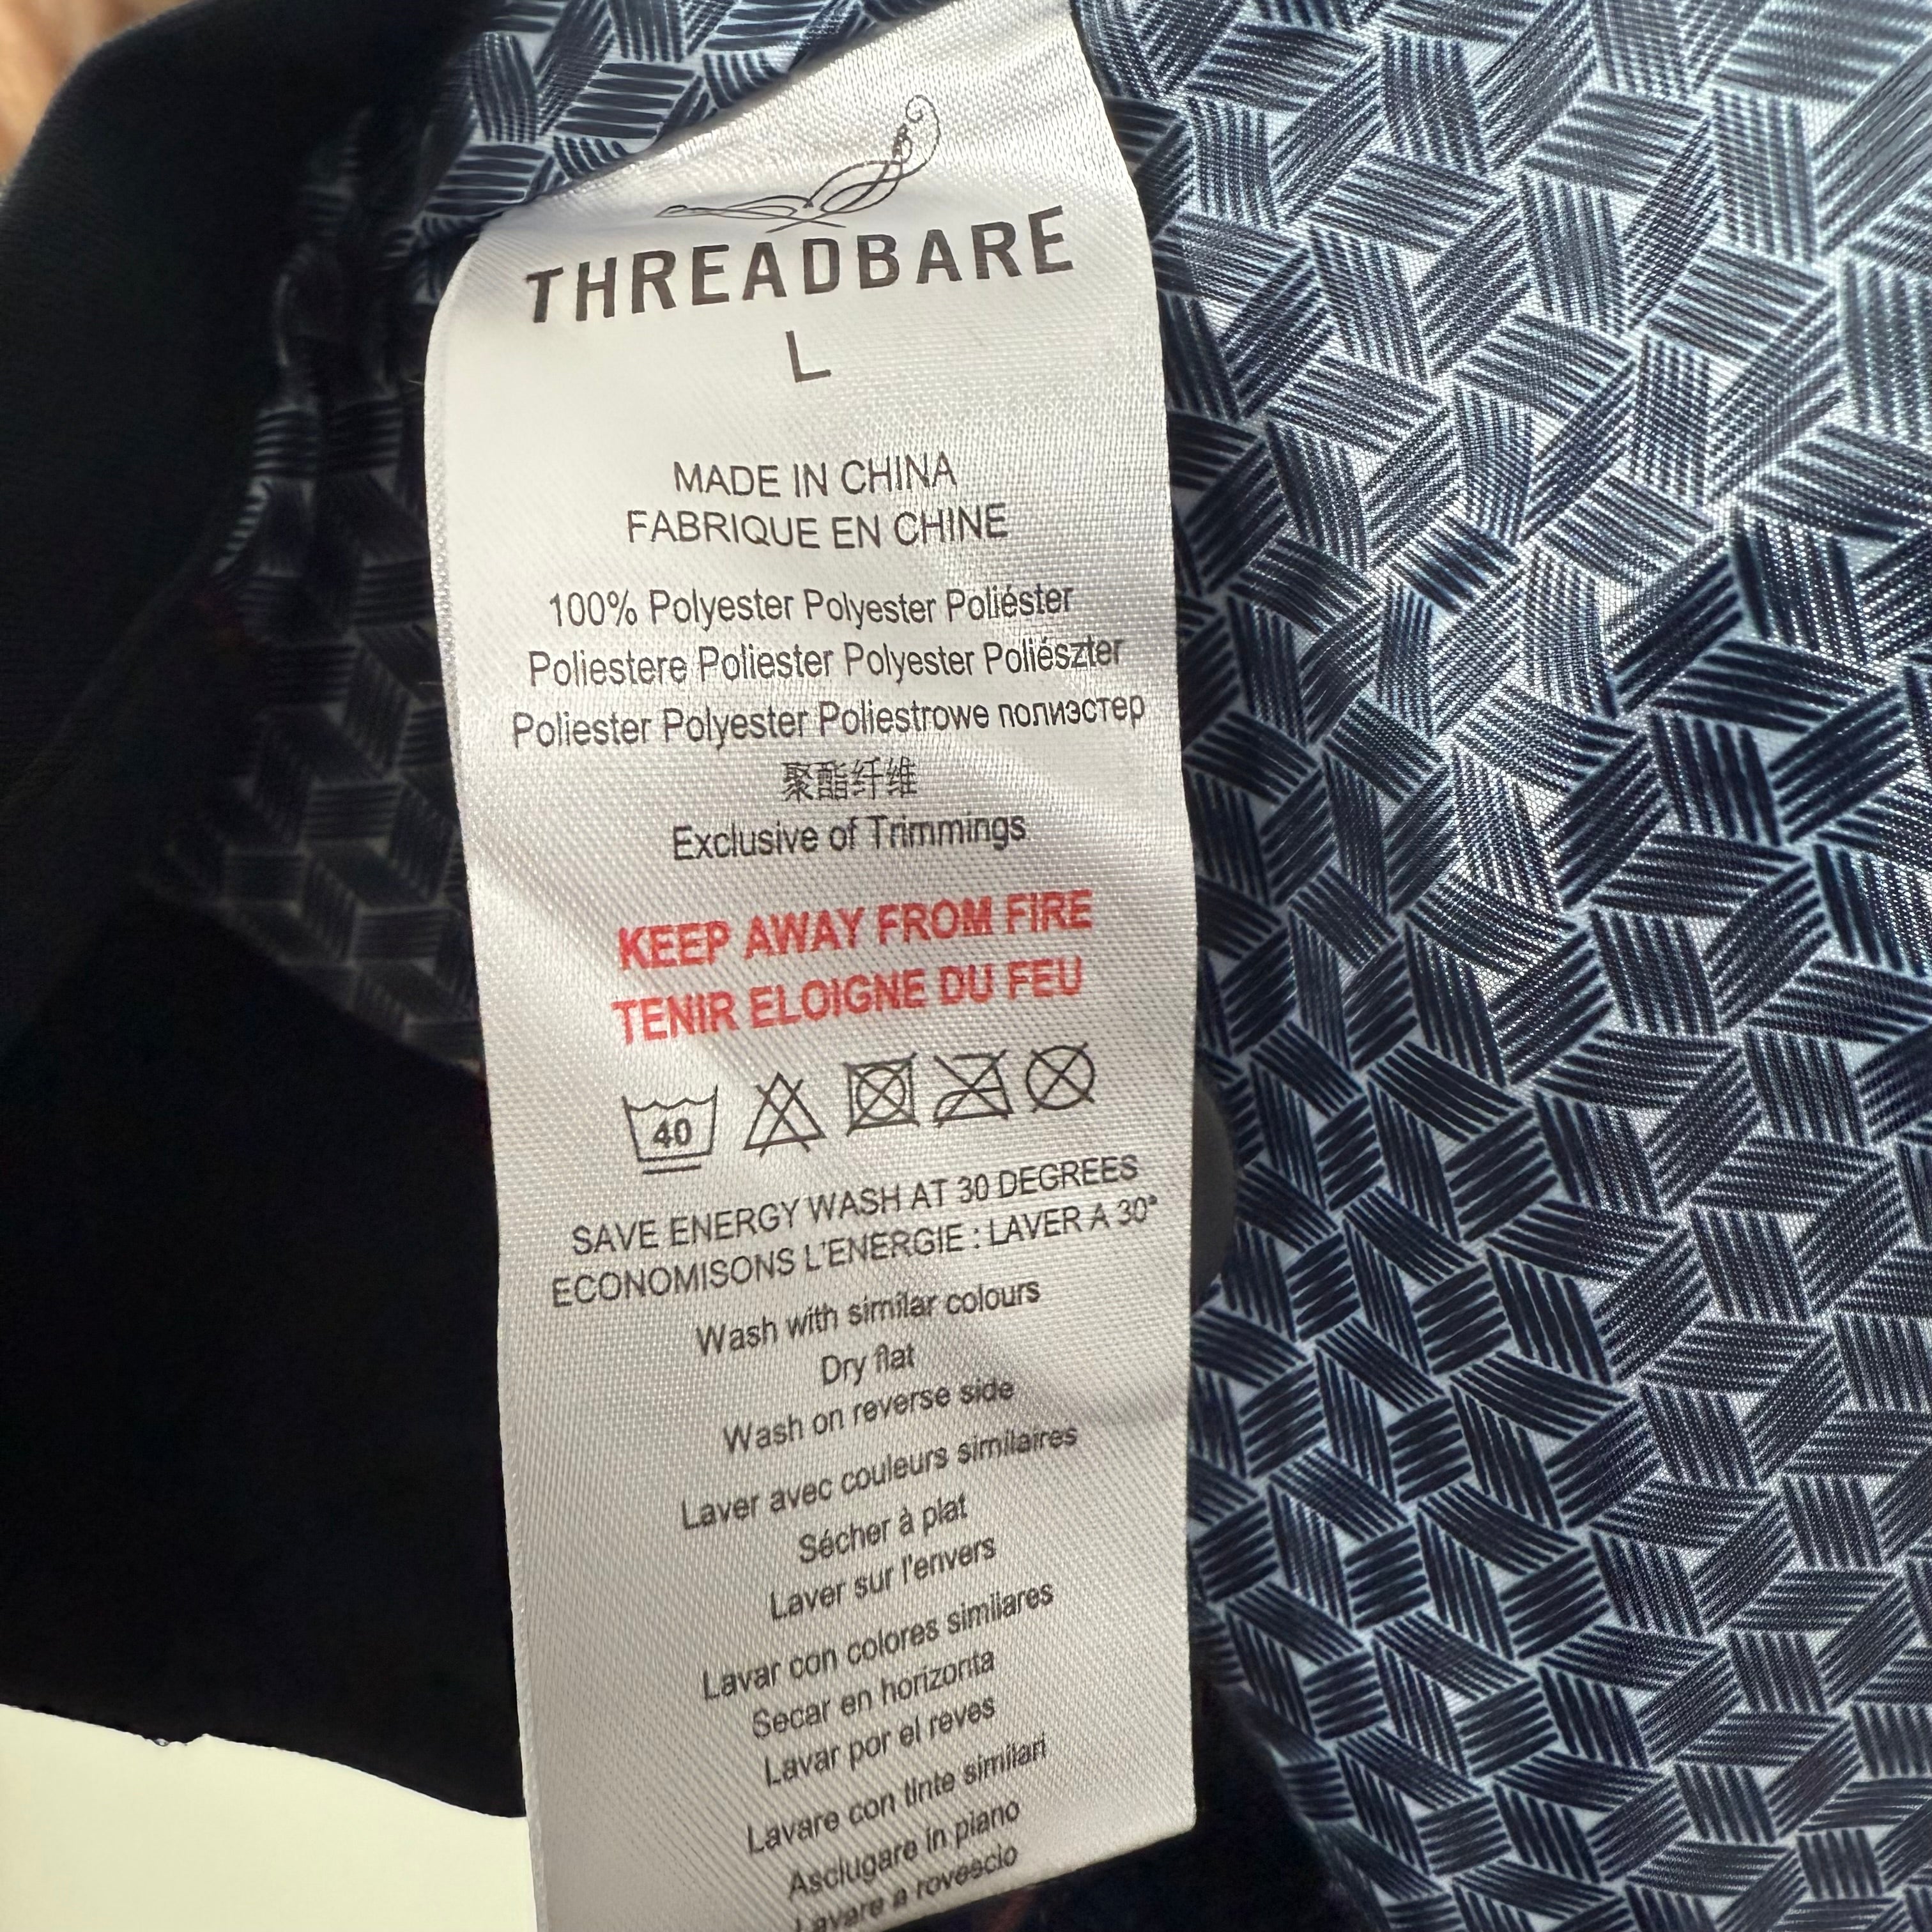 THREADBARE
L
MADE IN CHINA
FABRIQUE EN CHINE
100% Polyester Polyester Poliéster
Poliestere Poliester Polyester Poliészter
Poliester Polyester Poliestrowe полиэстер
聚酯纤维
Exclusive of Trimmings
KEEP AWAY FROM FIRE
TENIR ELOIGNE DU FEU
40
SAVE ENERGY WASH AT 30 DEGREES
ECONOMISONS L'ENERGIE : LAVER A 30°
Wash with similar colours
Dry flat
Wash on reverse side
Laver avec couleurs similaires
Sécher à plat
Laver sur l'envers
Lavar con colores similares
Secar en horizonta
Lavar por el reves
Lavare con tinte similari
Asciugare in piano
Lavare a rovescio